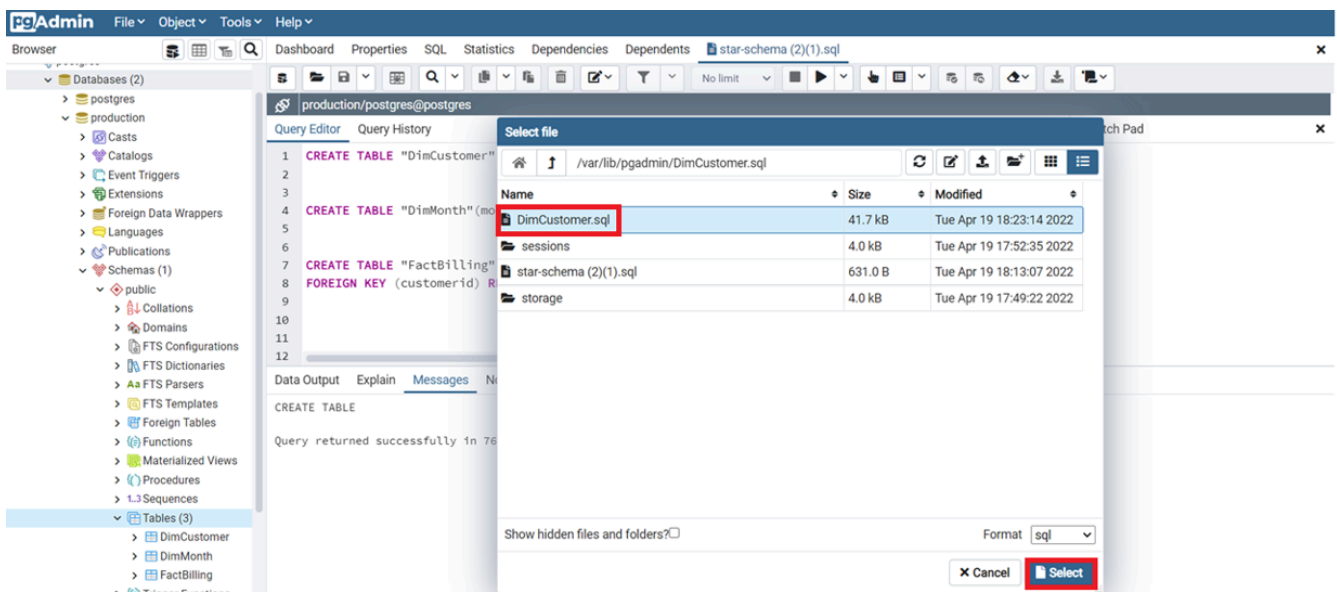 pgAdmin File Object Tools Help
Browser
Dashboard Properties SQL Statistics Dependencies Dependents star-schema (2)(1).sql
Databases (2)
postgres
production
Casts
Catalogs
Event Triggers
Extensions
Foreign Data Wrappers
Languages
Publications
Schemas (1)
public
Collations
Domains
FTS Configurations
FTS Dictionaries
FTS Parsers
FTS Templates
Foreign Tables
Functions
Materialized Views
Procedures
Sequences
Tables (3)
DimCustomer
DimMonth
FactBilling
No limit
production/postgres@postgres
Query Editor Query History
1 CREATE TABLE "DimCustomer"
2
3
4 CREATE TABLE "DimMonth"(mo
5
6
7 CREATE TABLE "FactBilling"
8 FOREIGN KEY (customerid) R
9
10
11
12
Data Output Explain Messages
CREATE TABLE
Query returned successfully in 76
Select file
/var/lib/pgadmin/DimCustomer.sql
Name Size Modified
DimCustomer.sql 41.7 kB Tue Apr 19 18:23:14 2022
sessions 4.0 kB Tue Apr 19 17:52:35 2022
star-schema (2)(1).sql 631.0 B Tue Apr 19 18:13:07 2022
storage 4.0 kB Tue Apr 19 17:49:22 2022
Show hidden files and folders?
Format sql
Cancel Select
tch Pad